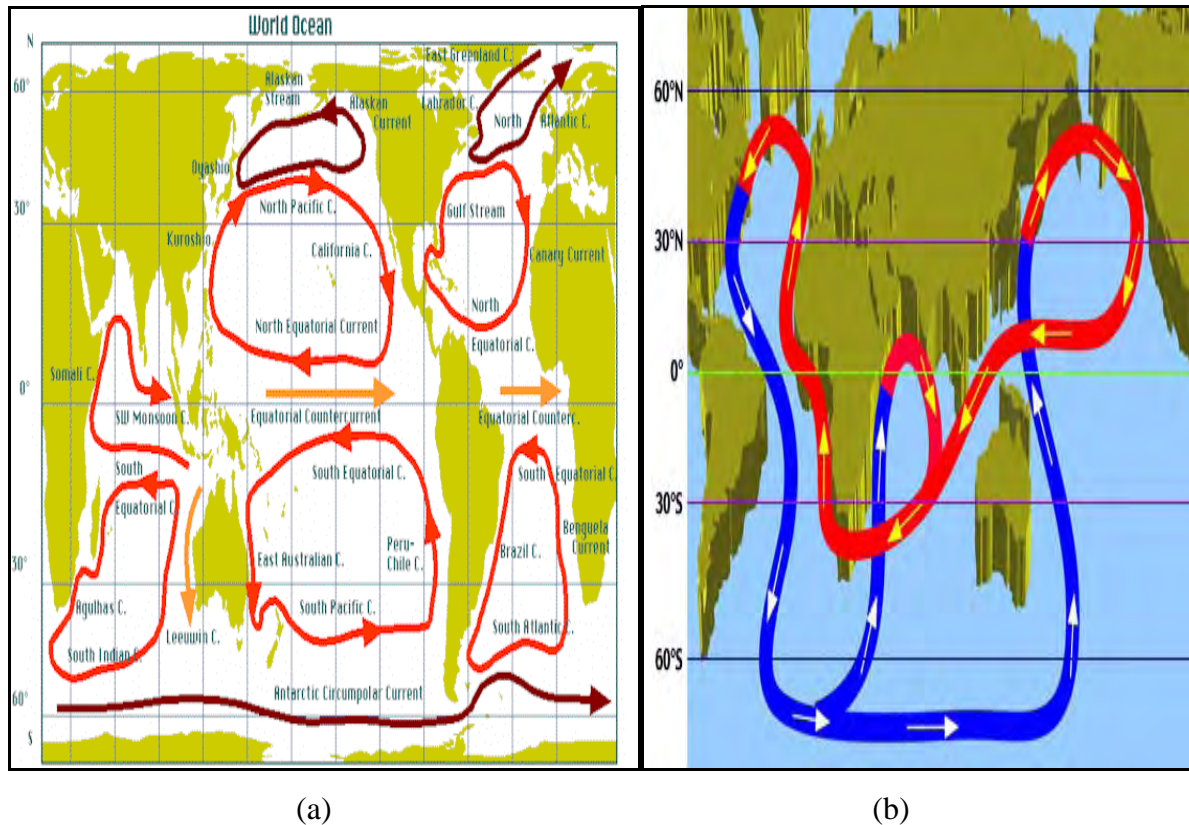 World Ocean
N
60°
30°
0°
30°
60°
S
East Greenland C.
Alaskan
Stream
Alaskan
Current
Labrador C.
North
Atlantic C.
Oyashio
North Pacific C.
Gulf Stream
Kuroshio
California C.
Canary Current
North
North Equatorial Current
Equatorial C.
Somali C.
SW Monsoon C.
Equatorial Countercurrent
Equatorial Counterc.
South
Equatorial C.
South Equatorial C.
South Equatorial C.
Benguela
Current
East Australian C.
Peru-
Chile C.
Brazil C.
Agulhas C.
South Pacific C.
South Atlantic C.
Leeuwin C.
South Indian C.
Antarctic Circumpolar Current
60°N
30°N
0°
30°S
60°S
(a)
(b)